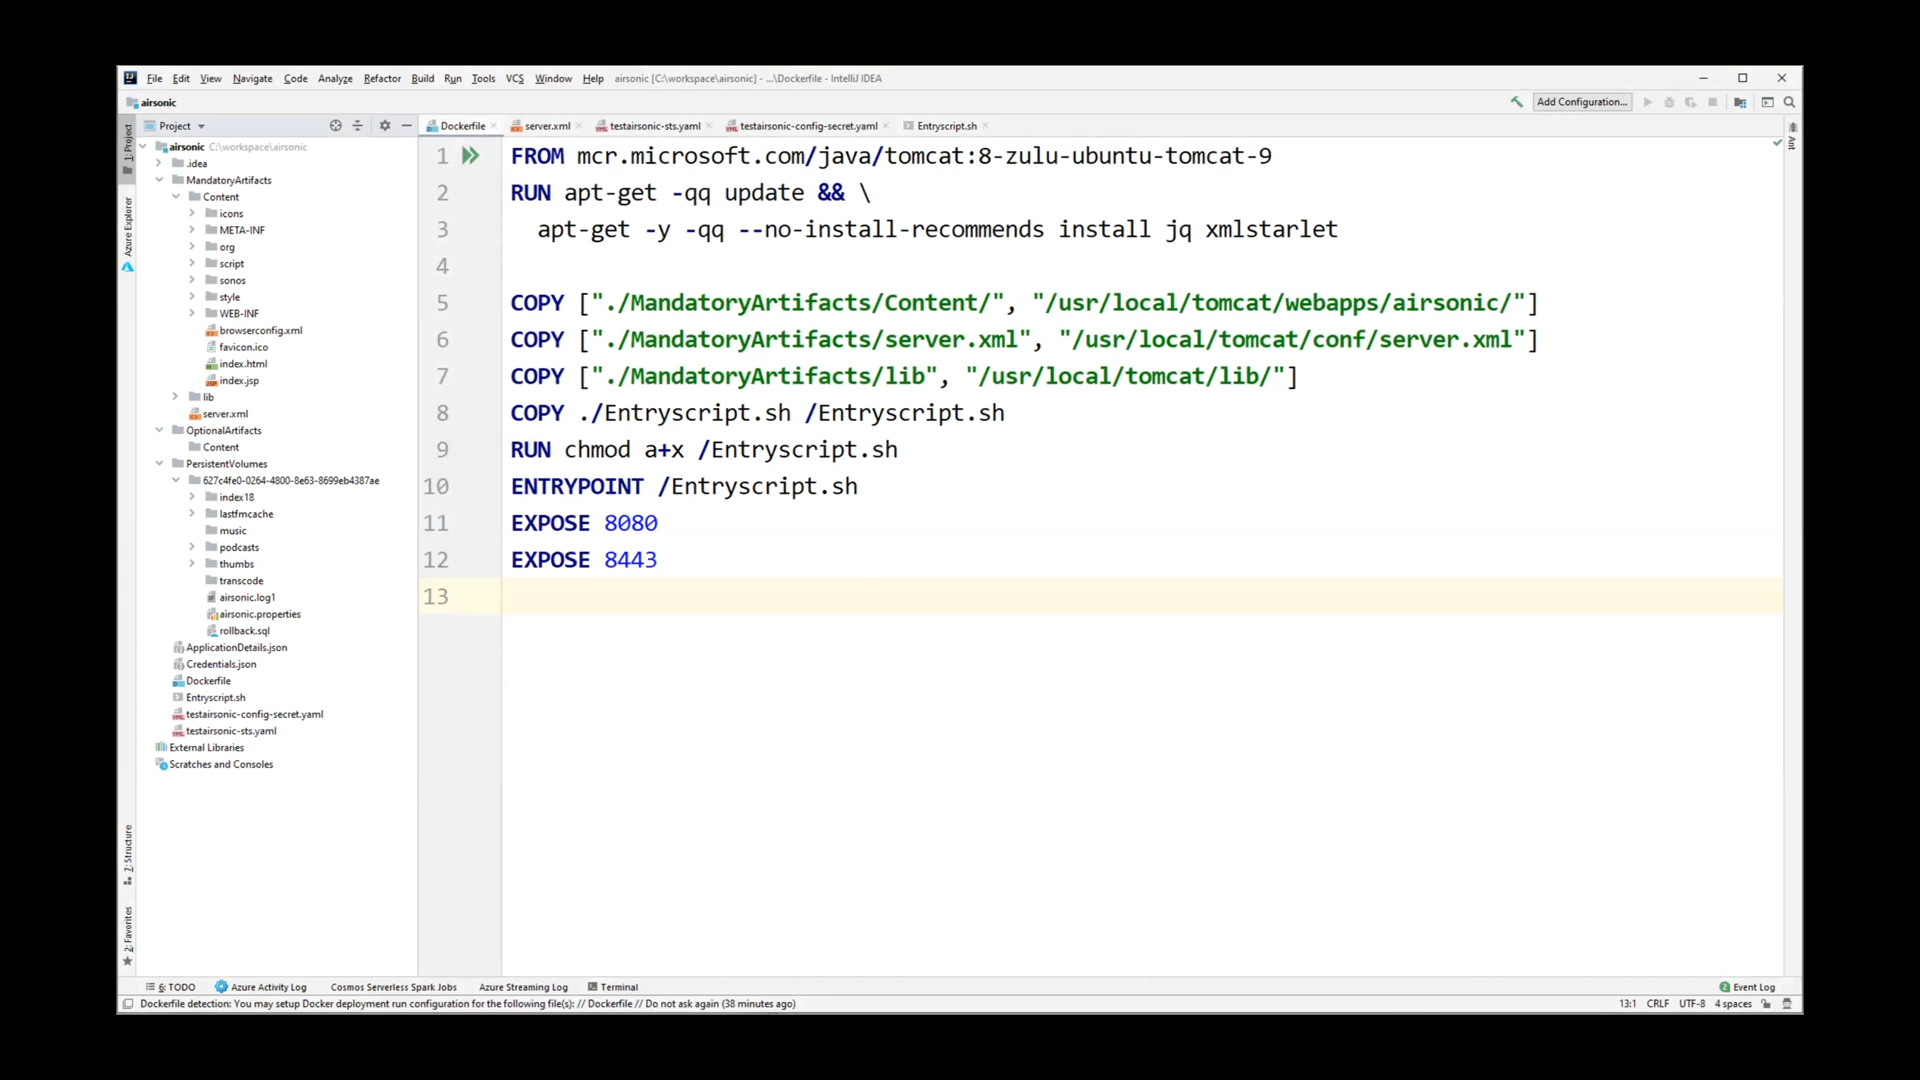 File Edit View Navigate Code Analyze Refactor Build Run Tools VCS Window Help airsonic [C:\workspace\airsonic] - ...\Dockerfile - IntelliJ IDEA
airsonic Add Configuration...
Project Dockerfile server.xml testairsonic-sts.yaml testairsonic-config-secret.yaml Entryscript.sh
1: Project
Azure Explorer
7: Structure
2: Favorites
Ant
airsonic C:\workspace\airsonic
.idea
MandatoryArtifacts
Content
icons
META-INF
org
script
sonos
style
WEB-INF
browserconfig.xml
favicon.ico
index.html
index.jsp
lib
server.xml
OptionalArtifacts
Content
PersistentVolumes
627c4fe0-0264-4800-8e63-8699eb4387ae
index18
lastfmcache
music
podcasts
thumbs
transcode
airsonic.log1
airsonic.properties
rollback.sql
ApplicationDetails.json
Credentials.json
Dockerfile
Entryscript.sh
testairsonic-config-secret.yaml
testairsonic-sts.yaml
External Libraries
Scratches and Consoles
1 FROM mcr.microsoft.com/java/tomcat:8-zulu-ubuntu-tomcat-9
2 RUN apt-get -qq update && \
3 apt-get -y -qq --no-install-recommends install jq xmlstarlet
4
5 COPY ["./MandatoryArtifacts/Content/", "/usr/local/tomcat/webapps/airsonic/"]
6 COPY ["./MandatoryArtifacts/server.xml", "/usr/local/tomcat/conf/server.xml"]
7 COPY ["./MandatoryArtifacts/lib", "/usr/local/tomcat/lib/"]
8 COPY ./Entryscript.sh /Entryscript.sh
9 RUN chmod a+x /Entryscript.sh
10 ENTRYPOINT /Entryscript.sh
11 EXPOSE 8080
12 EXPOSE 8443
13
6: TODO Azure Activity Log Cosmos Serverless Spark Jobs Azure Streaming Log Terminal 2 Event Log
Dockerfile detection: You may setup Docker deployment run configuration for the following file(s): // Dockerfile // Do not ask again (38 minutes ago) 13:1 CRLF UTF-8 4 spaces